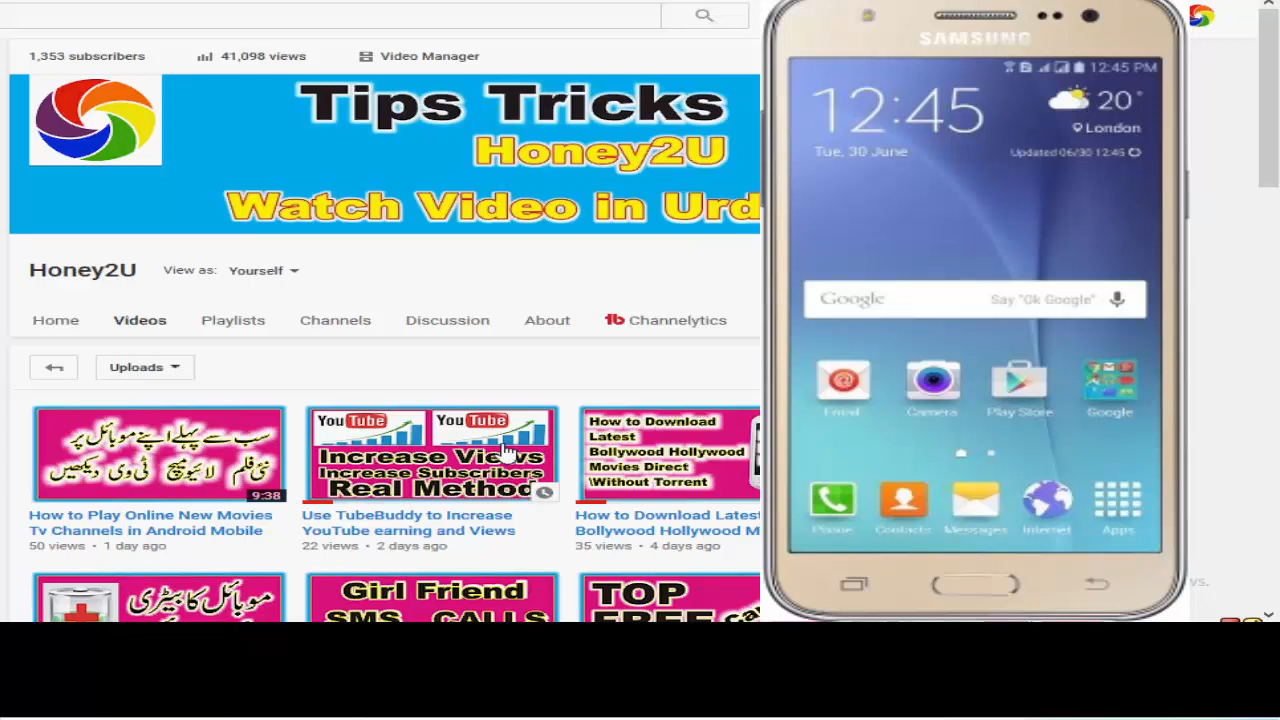 1,353 subscribers
41,098 views
Video Manager
Tips Tricks
Honey2U
Watch Video in Urd
Honey2U
View as: Yourself
Home
Videos
Playlists
Channels
Discussion
About
Channelytics
Uploads
سب سے پہلے اپنے موبائل پر
نئی فلم لائیو میچ ٹی وی دیکھیں
9:38
How to Play Online New Movies
Tv Channels in Android Mobile
50 views • 1 day ago
YouTube
YouTube
Increase Views
Increase Subscribers
Real Method
Use TubeBuddy to Increase
YouTube earning and Views
22 views • 2 days ago
How to Download
Latest
Bollywood Hollywood
Movies Direct
Without Torrent
How to Download Latest
Bollywood Hollywood M
35 views • 4 days ago
موبائل کا بیٹری
Girl Friend
SMS CALLS
TOP
FREE
SAMSUNG
12:45 PM
12:45
Tue, 30 June
20°
London
Updated 06/30 12:45
Google
Say "Ok Google"
Email
Camera
Play Store
Google
Phone
Contacts
Messages
Internet
Apps